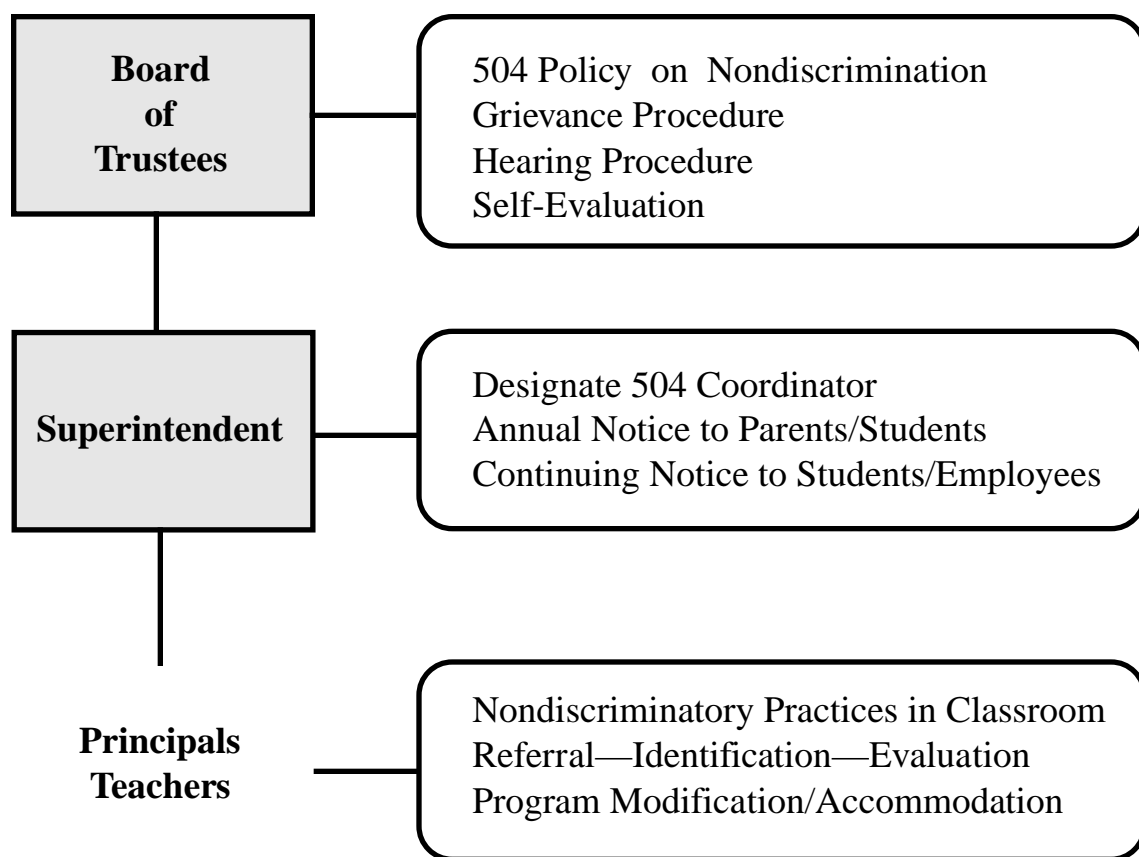 Board
of
Trustees
504 Policy on Nondiscrimination
Grievance Procedure
Hearing Procedure
Self-Evaluation
Superintendent
Designate 504 Coordinator
Annual Notice to Parents/Students
Continuing Notice to Students/Employees
Principals
Teachers
Nondiscriminatory Practices in Classroom
Referral—Identification—Evaluation
Program Modification/Accommodation